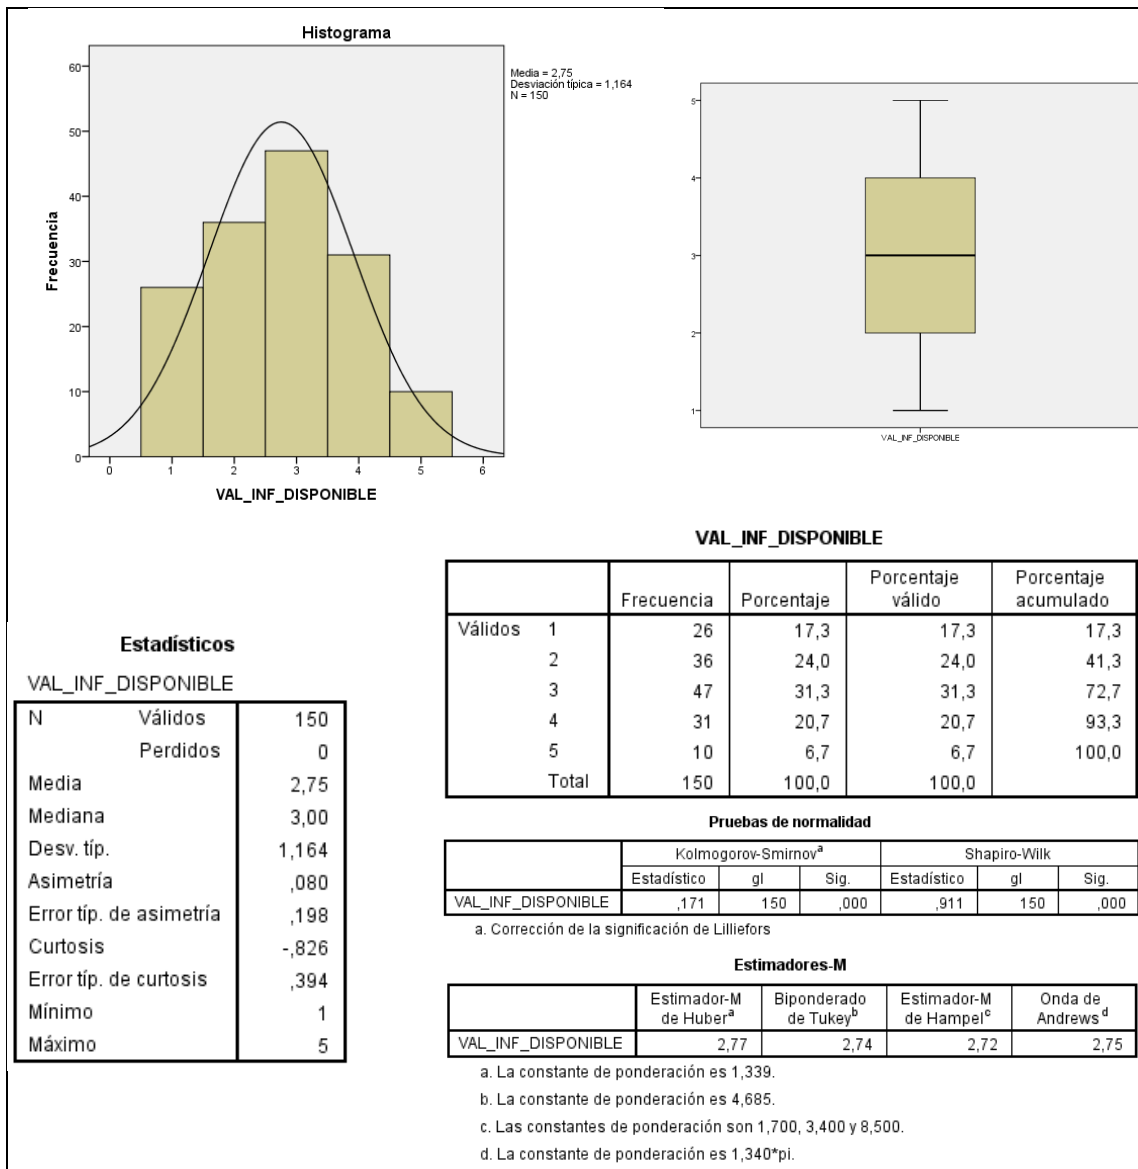 Histograma
Media = 2,75
Desviación típica = 1,164
N = 150
60
50
40
30
20
10
0
Frecuencia
0 1 2 3 4 5 6
VAL_INF_DISPONIBLE
5
4
3
2
1
VAL_INF_DISPONIBLE
VAL_INF_DISPONIBLE
Frecuencia Porcentaje Porcentaje válido Porcentaje acumulado
Válidos 1 26 17,3 17,3 17,3
2 36 24,0 24,0 41,3
3 47 31,3 31,3 72,7
4 31 20,7 20,7 93,3
5 10 6,7 6,7 100,0
Total 150 100,0 100,0
Estadísticos
VAL_INF_DISPONIBLE
N Válidos 150
Perdidos 0
Media 2,75
Mediana 3,00
Desv. típ. 1,164
Asimetría ,080
Error típ. de asimetría ,198
Curtosis -,826
Error típ. de curtosis ,394
Mínimo 1
Máximo 5
Pruebas de normalidad
Kolmogorov-Smirnov a Shapiro-Wilk
Estadístico gl Sig. Estadístico gl Sig.
VAL_INF_DISPONIBLE ,171 150 ,000 ,911 150 ,000
a. Corrección de la significación de Lilliefors
Estimadores-M
Estimador-M de Huber a Biponderado de Tukey b Estimador-M de Hampel c Onda de Andrews d
VAL_INF_DISPONIBLE 2,77 2,74 2,72 2,75
a. La constante de ponderación es 1,339.
b. La constante de ponderación es 4,685.
c. Las constantes de ponderación son 1,700, 3,400 y 8,500.
d. La constante de ponderación es 1,340*pi.